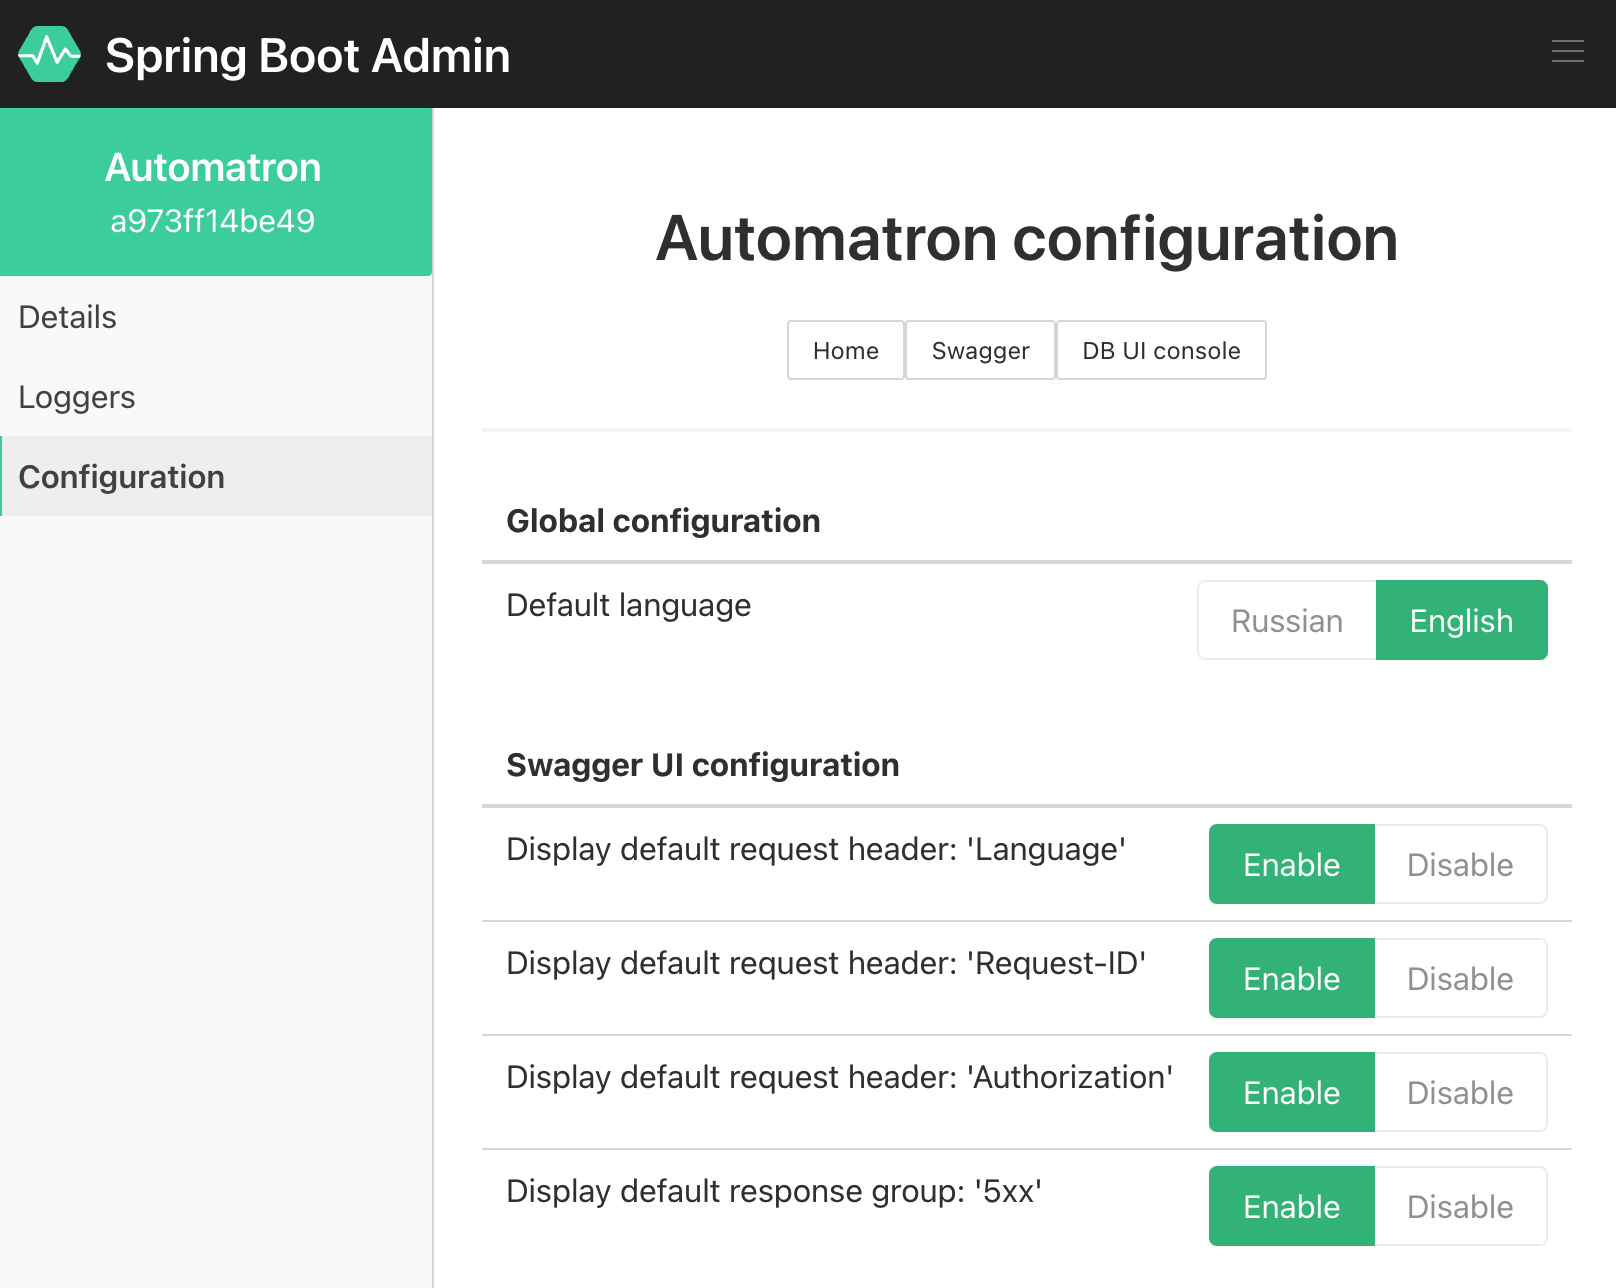 Spring Boot Admin
Automatron
a973ff14be49
Details
Loggers
Configuration
Automatron configuration
Home Swagger DB UI console
Global configuration
Default language Russian English
Swagger UI configuration
Display default request header: 'Language' Enable Disable
Display default request header: 'Request-ID' Enable Disable
Display default request header: 'Authorization' Enable Disable
Display default response group: '5xx' Enable Disable